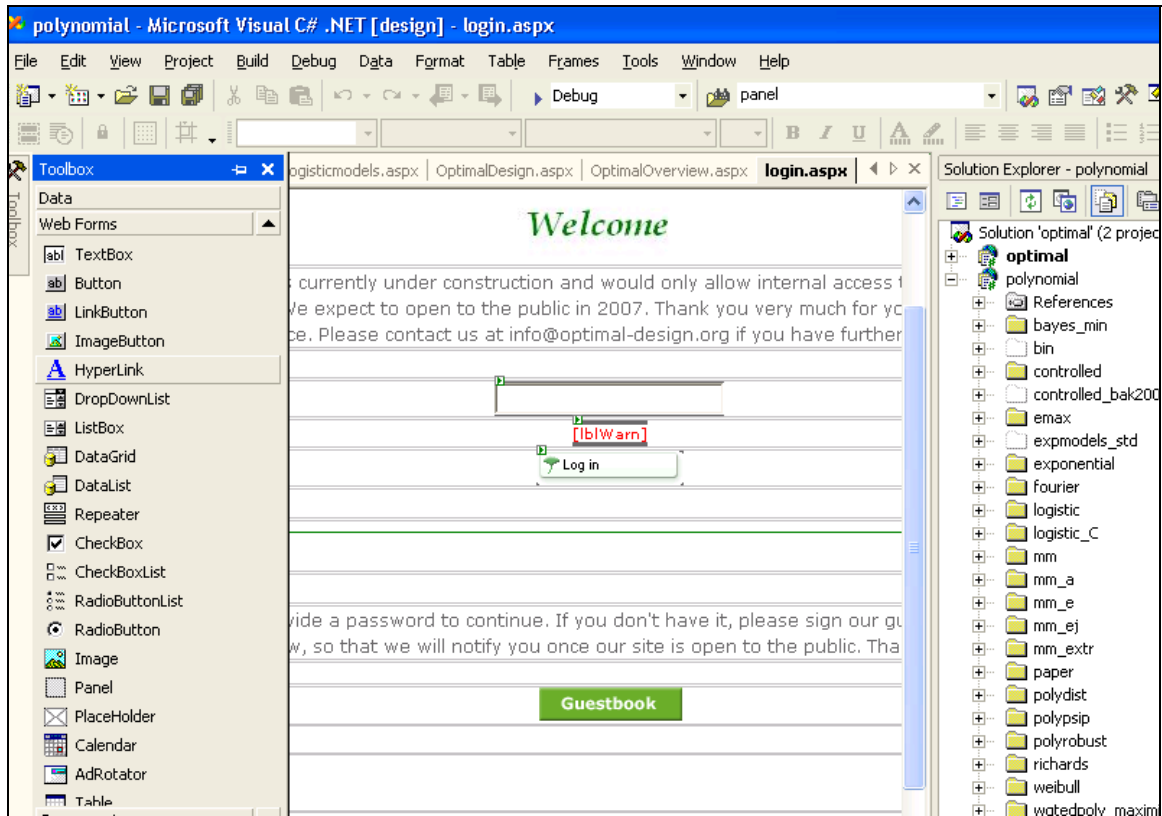 polynomial - Microsoft Visual C# .NET [design] - login.aspx
File Edit View Project Build Debug Data Format Table Frames Tools Window Help
Debug panel
B I U A
Toolbox
Toolbox
Data
Web Forms
TextBox
Button
LinkButton
ImageButton
HyperLink
DropDownList
ListBox
DataGrid
DataList
Repeater
CheckBox
CheckBoxList
RadioButtonList
RadioButton
Image
Panel
PlaceHolder
Calendar
AdRotator
Table
ogisticmodels.aspx OptimalDesign.aspx OptimalOverview.aspx login.aspx
Welcome
currently under construction and would only allow internal access
e expect to open to the public in 2007. Thank you very much for yo
ce. Please contact us at info@optimal-design.org if you have further
[lblWarn]
Log in
vide a password to continue. If you don't have it, please sign our gu
w, so that we will notify you once our site is open to the public. Tha
Guestbook
Solution Explorer - polynomial
Solution 'optimal' (2 projec
optimal
polynomial
References
bayes_min
bin
controlled
controlled_bak200
emax
expmodels_std
exponential
fourier
logistic
logistic_C
mm
mm_a
mm_e
mm_ej
mm_extr
paper
polydist
polypsip
polyrobust
richards
weibull
wgtedpoly_maximi